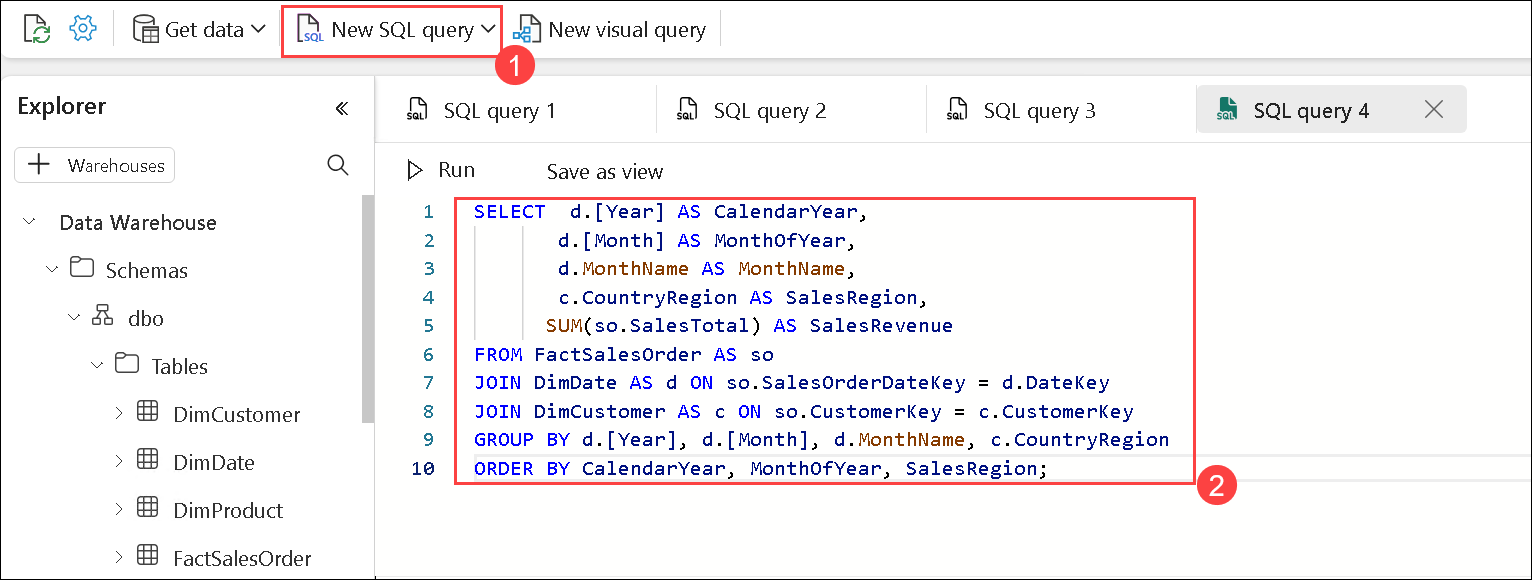 Get data New SQL query New visual query
1
Explorer
SQL query 1 SQL query 2 SQL query 3 SQL query 4
Warehouses
Run Save as view
Data Warehouse
Schemas
dbo
Tables
DimCustomer
DimDate
DimProduct
FactSalesOrder
1 SELECT d.[Year] AS CalendarYear,
2 d.[Month] AS MonthOfYear,
3 d.MonthName AS MonthName,
4 c.CountryRegion AS SalesRegion,
5 SUM(so.SalesTotal) AS SalesRevenue
6 FROM FactSalesOrder AS so
7 JOIN DimDate AS d ON so.SalesOrderDateKey = d.DateKey
8 JOIN DimCustomer AS c ON so.CustomerKey = c.CustomerKey
9 GROUP BY d.[Year], d.[Month], d.MonthName, c.CountryRegion
10 ORDER BY CalendarYear, MonthOfYear, SalesRegion;
2